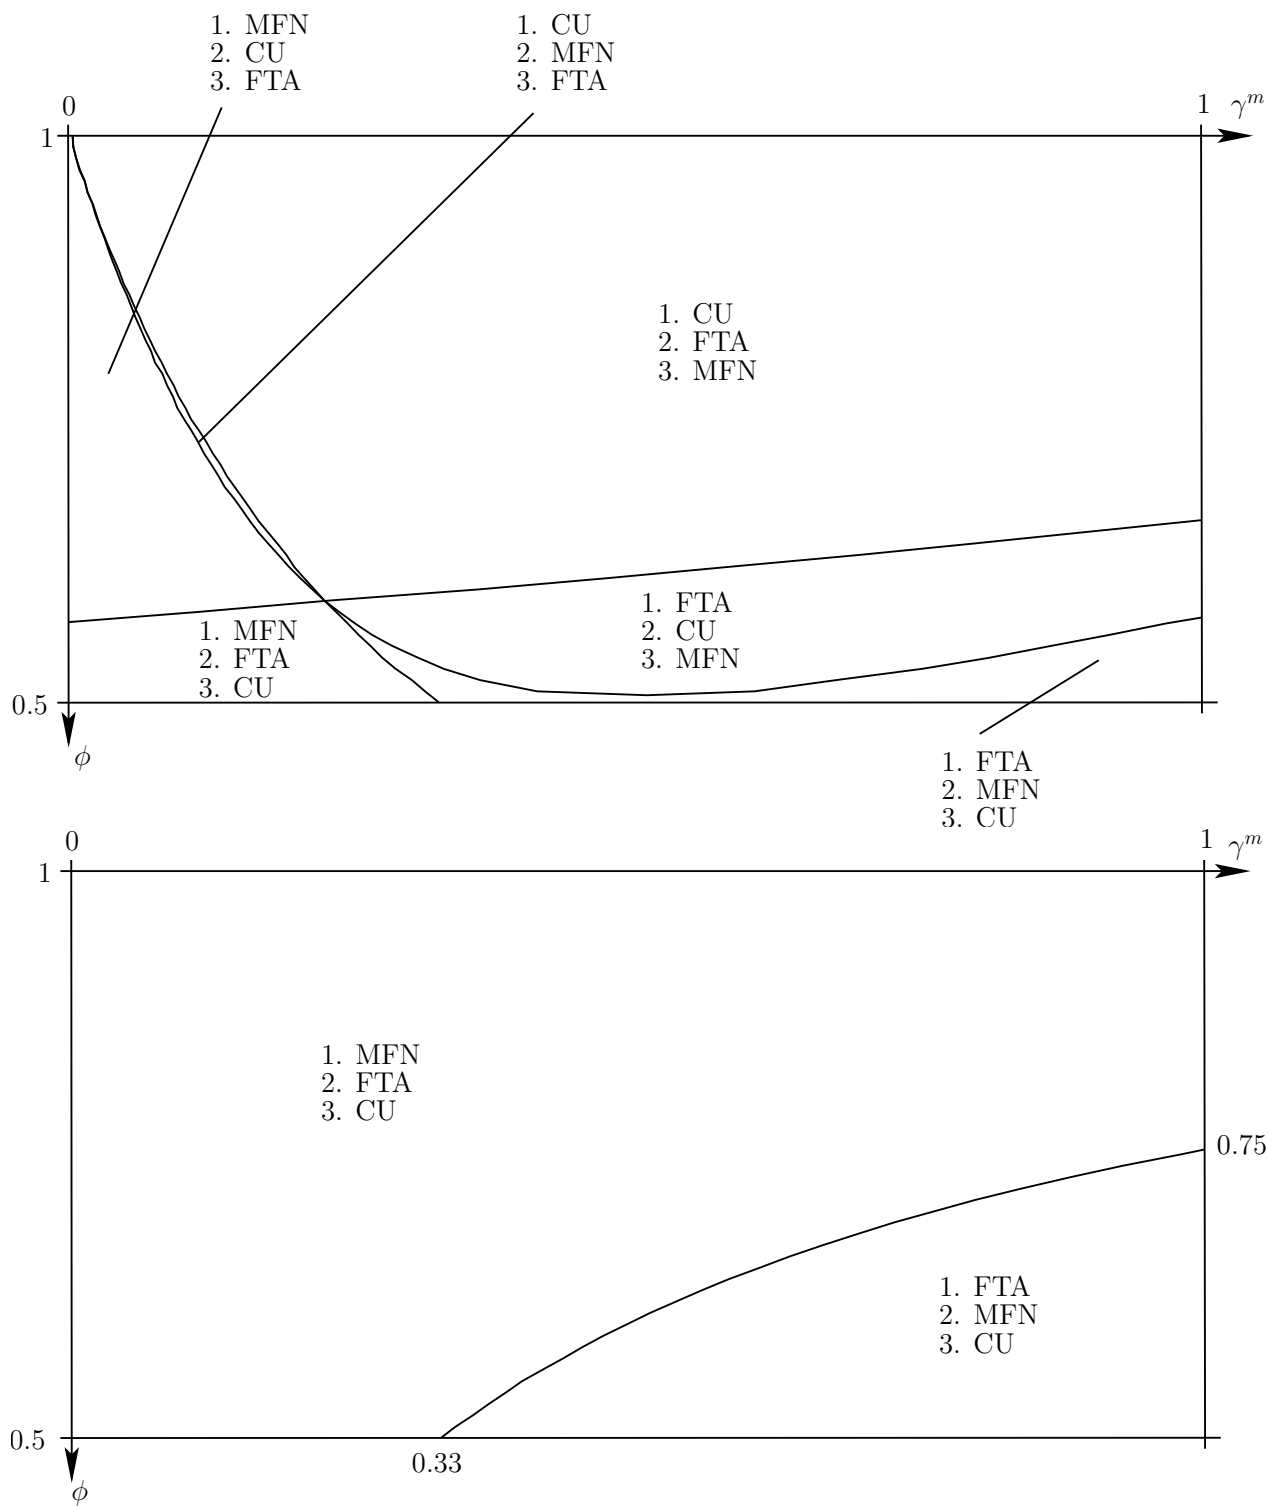 1. MFN
2. CU
3. FTA
1. CU
2. MFN
3. FTA
0
1 γ^m
1
1. CU
2. FTA
3. MFN
1. FTA
2. CU
3. MFN
1. MFN
2. FTA
3. CU
0.5
ϕ
1. FTA
2. MFN
3. CU
0
1 γ^m
1
1. MFN
2. FTA
3. CU
0.75
1. FTA
2. MFN
3. CU
0.5
0.33
ϕ